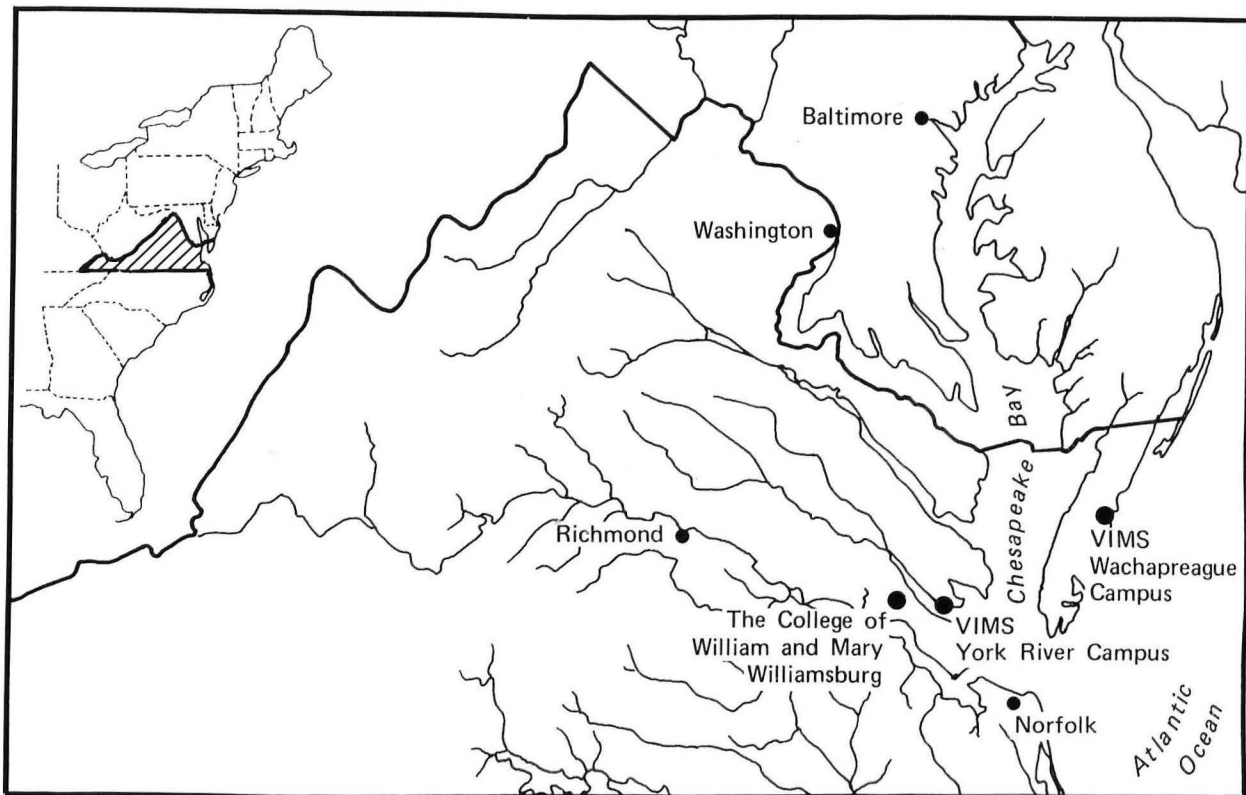 Baltimore
Washington
Chesapeake Bay
Richmond
VIMS
Wachapreague
Campus
The College of
William and Mary
Williamsburg
VIMS
York River Campus
Norfolk
Atlantic
Ocean